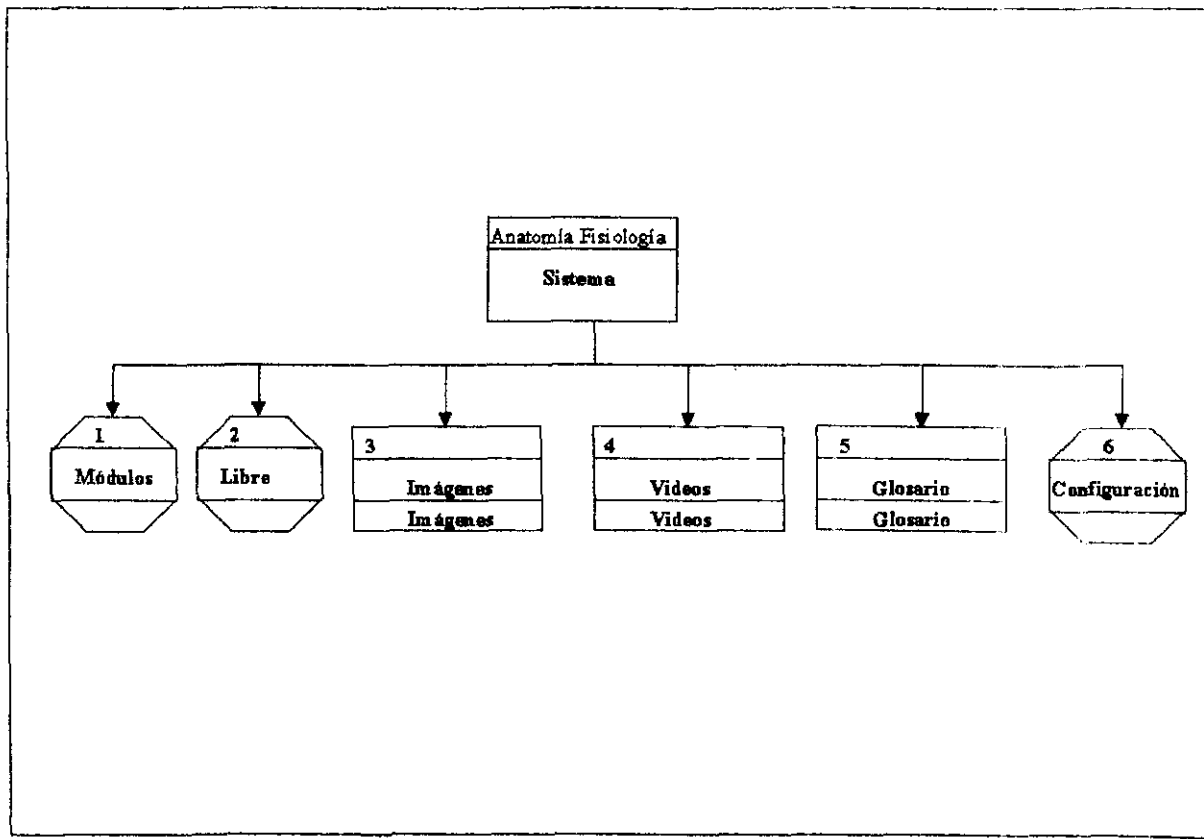 Anatomía Fisiología
Sistema
1
Módulos
2
Libre
3
Imágenes
Imágenes
4
Videos
Videos
5
Glosario
Glosario
6
Configuración